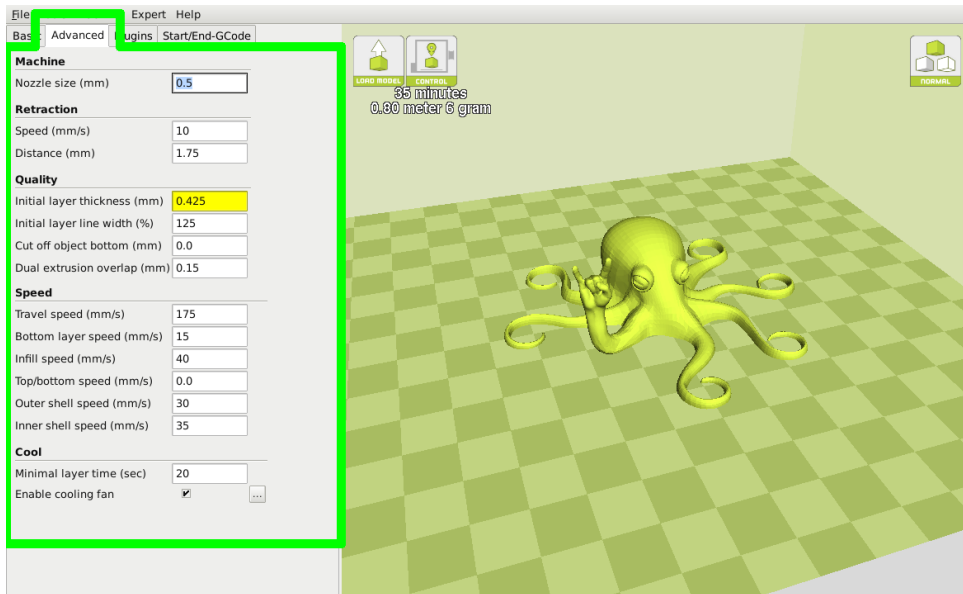 File Expert Help
Basic Advanced Plugins Start/End-GCode
Machine
Nozzle size (mm) 0.5
Retraction
Speed (mm/s) 10
Distance (mm) 1.75
Quality
Initial layer thickness (mm) 0.425
Initial layer line width (%) 125
Cut off object bottom (mm) 0.0
Dual extrusion overlap (mm) 0.15
Speed
Travel speed (mm/s) 175
Bottom layer speed (mm/s) 15
Infill speed (mm/s) 40
Top/bottom speed (mm/s) 0.0
Outer shell speed (mm/s) 30
Inner shell speed (mm/s) 35
Cool
Minimal layer time (sec) 20
Enable cooling fan ...
LOAD MODEL CONTROL
35 minutes
0.80 meter 6 gram
NORMAL